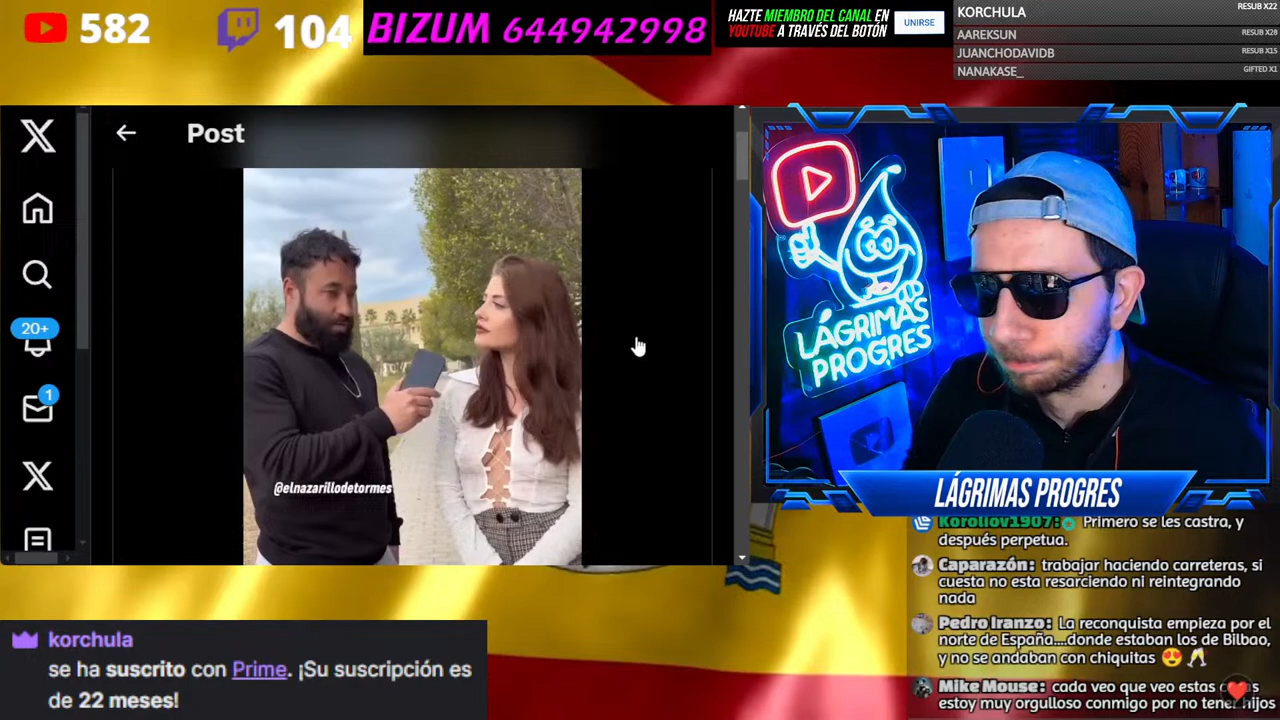 582
104
BIZUM 644942998
HAZTE MIEMBRO DEL CANAL EN
YOUTUBE A TRAVÉS DEL BOTÓN
UNIRSE
KORCHULA RESUB X22
AAREKSUN RESUB X28
JUANCHODAVIDB RESUB X15
NANAKASE_ GIFTED X1
Post
20+
1
@elnazarillodetormes
LÁGRIMAS
PROGRES
LÁGRIMAS PROGRES
Korollov1907: Primero se les castra, y
después perpetua.
Caparazón: trabajar haciendo carreteras, si
cuesta no esta resarciendo ni reintegrando
nada
Pedro Iranzo: La reconquista empieza por el
norte de España....donde estaban los de Bilbao,
y no se andaban con chiquitas 😍 🥂
Mike Mouse: cada veo que veo estas
estoy muy orgulloso conmigo por no tener hijos
korchula
se ha suscrito con Prime. ¡Su suscripción es
de 22 meses!